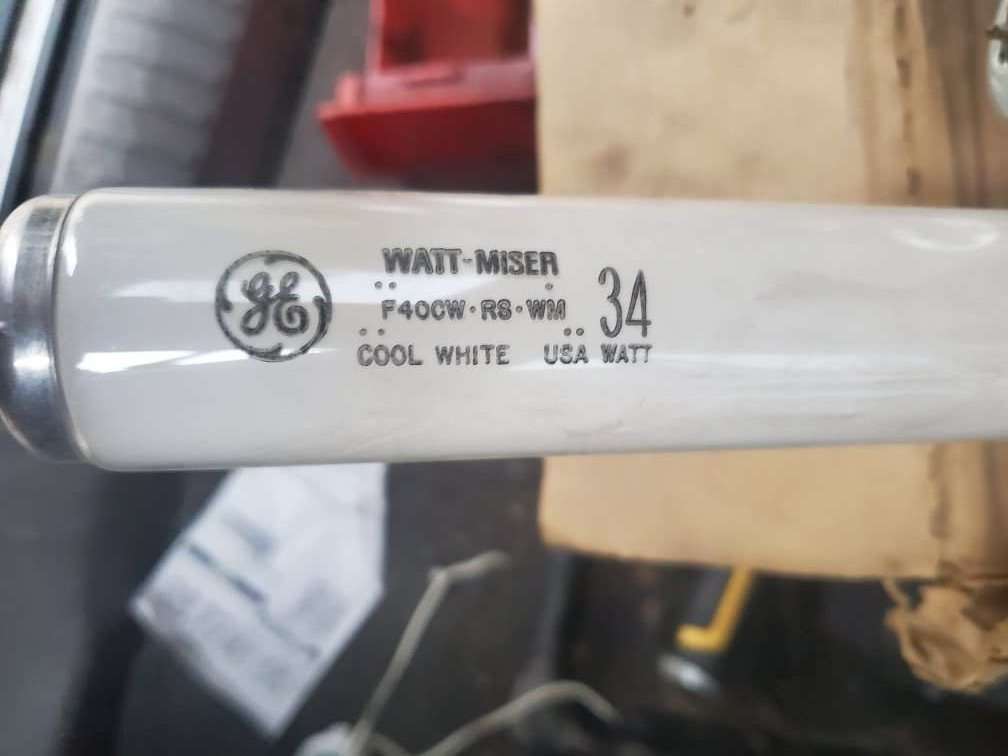 GE
WATT-MISER
F40CW·RS·WM 34
COOL WHITE USA WATT